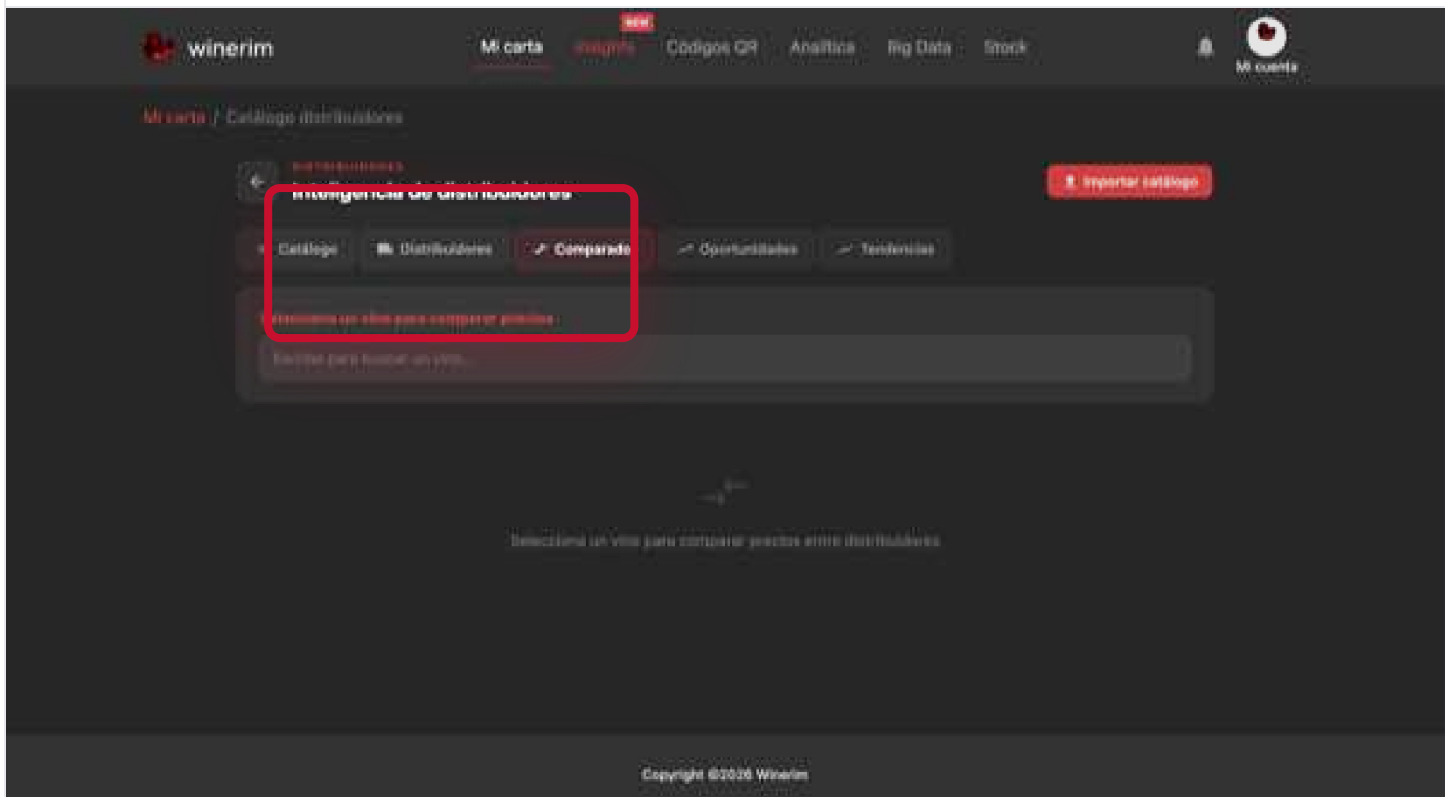 NEW
winerim
Mi carta
Insights
Códigos QR
Analítica
Big Data
Stock
Mi cuenta
Mi carta / Catálogo distribuidores
DISTRIBUIDORES
Inteligencia de distribuidores
Importar catálogo
Catálogo
Distribuidores
Comparado
Oportunidades
Tendencias
Selecciona un vino para comparar precios
Escribe para buscar un vino...
Selecciona un vino para comparar precios entre distribuidores
Copyright ©2026 Winerim